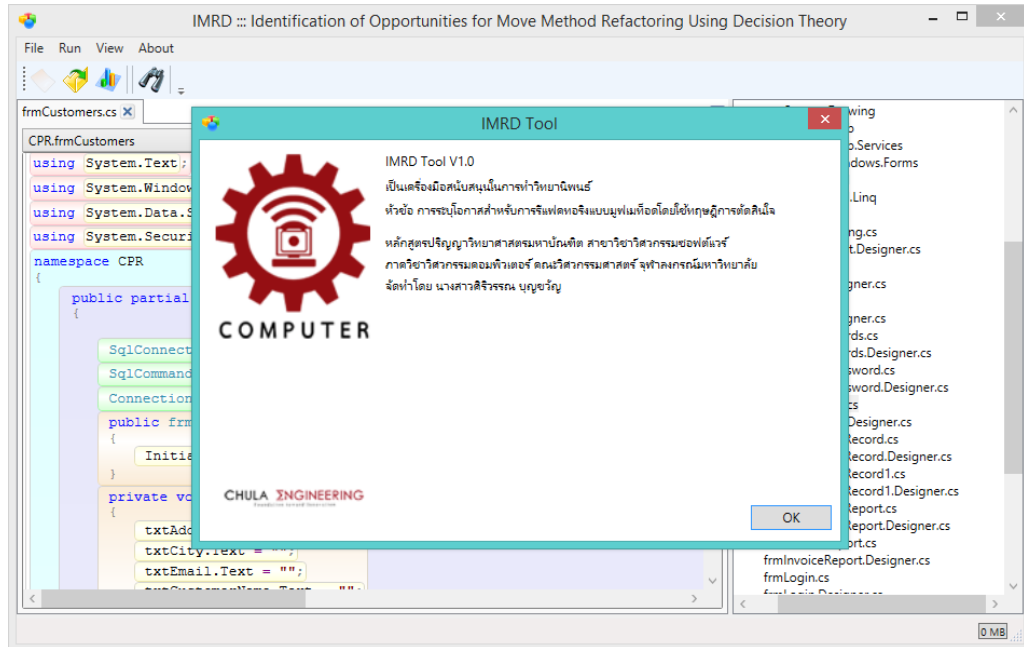 IMRD ::: Identification of Opportunities for Move Method Refactoring Using Decision Theory
File Run View About
frmCustomers.cs
CPR.frmCustomers
using System.Text;
using System.Window
using System.Data.S
using System.Securi
namespace CPR
{
public partial
{
SqlConnect
SqlCommand
Connection
public frm
{
Initia
}
private vo
{
txtAdd
txtCity.Text = "";
txtEmail.Text = "";
IMRD Tool
COMPUTER
CHULA ΣNGINEERING
IMRD Tool V1.0
เป็นเครื่องมือสนับสนุนในการทำวิทยานิพนธ์
หัวข้อ การระบุโอกาสสำหรับการรีแฟคทอริงแบบมูฟเมท็อดโดยใช้ทฤษฎีการตัดสินใจ
หลักสูตรปริญญาวิทยาศาสตรมหาบัณฑิต สาขาวิชาวิศวกรรมซอฟต์แวร์
ภาควิชาวิศวกรรมคอมพิวเตอร์ คณะวิศวกรรมศาสตร์ จุฬาลงกรณ์มหาวิทยาลัย
จัดทำโดย นางสาวศิริวรรณ บุญขวัญ
OK
wing
o.Services
dows.Forms
.Linq
ng.cs
t.Designer.cs
gner.cs
gner.cs
rds.cs
rds.Designer.cs
sword.cs
sword.Designer.cs
cs
Designer.cs
Record.cs
Record.Designer.cs
Record1.cs
Record1.Designer.cs
Report.cs
Report.Designer.cs
ort.cs
frmInvoiceReport.Designer.cs
frmLogin.cs
0 MB